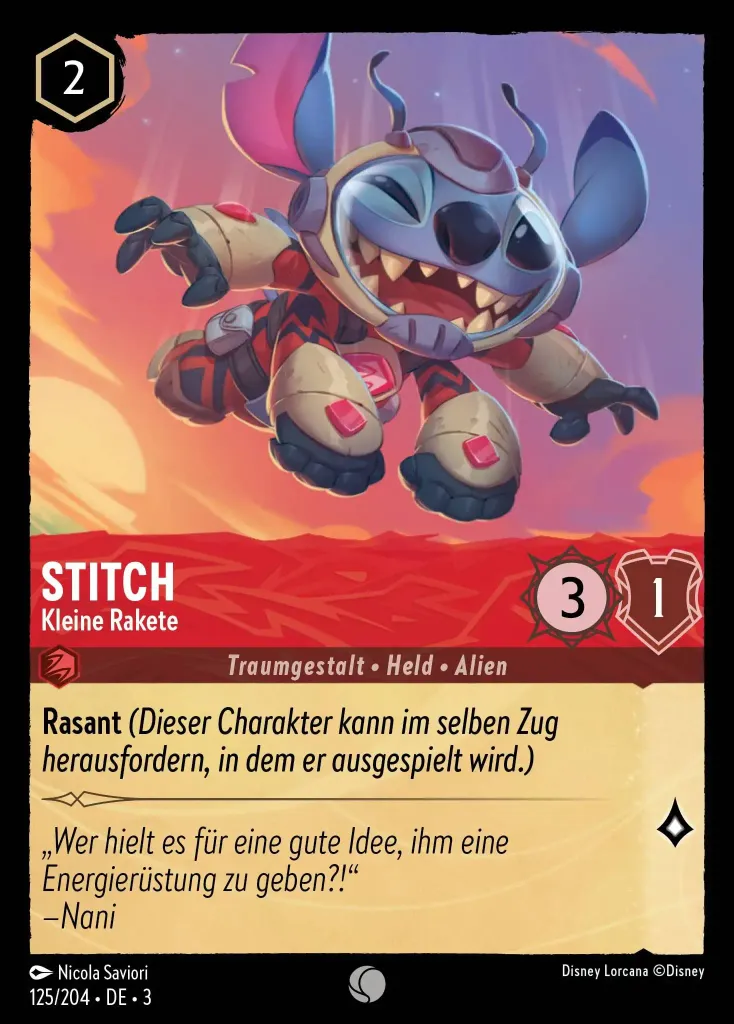 2
STITCH
Kleine Rakete
3
1
Traumgestalt • Held • Alien
Rasant (Dieser Charakter kann im selben Zug
herausfordern, in dem er ausgespielt wird.)
„Wer hielt es für eine gute Idee, ihm eine
Energierüstung zu geben?!“
–Nani
Nicola Saviori
Disney Lorcana ©Disney
125/204 • DE • 3